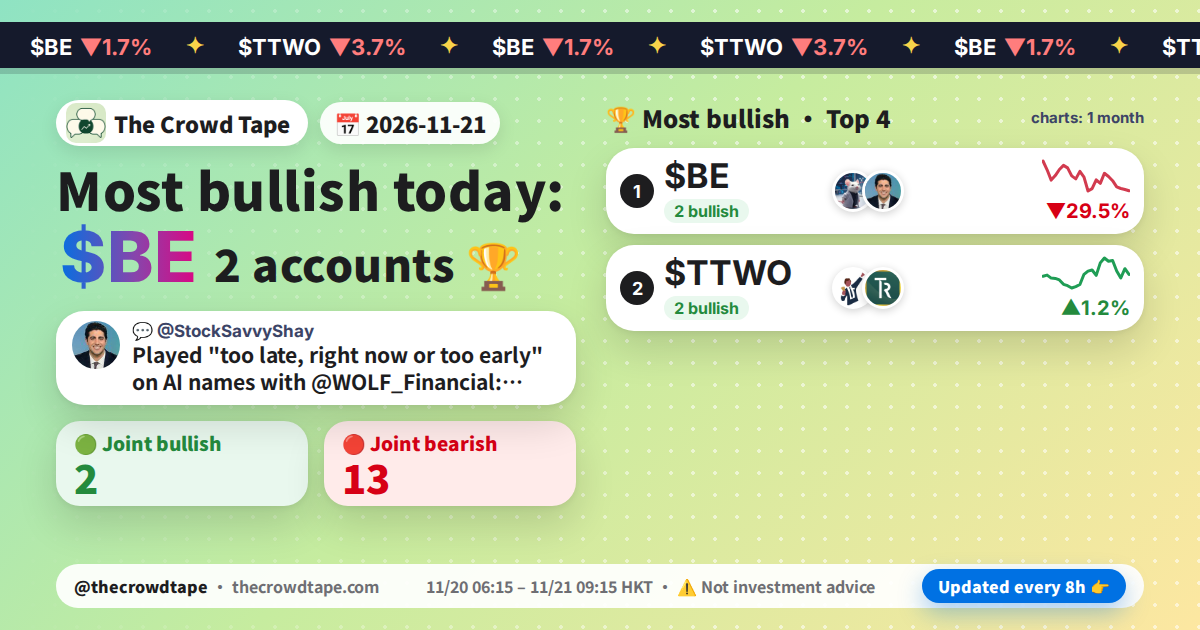 $BE ▼1.7% ✦ $TTWO ▼3.7% ✦ $BE ▼1.7% ✦ $TTWO ▼3.7% ✦ $BE ▼1.7% ✦ $TT
The Crowd Tape
📅 2026-11-21
Most bullish today:
$BE 2 accounts 🏆
💬 @StockSavvyShay
Played "too late, right now or too early"
on AI names with @WOLF_Financial:…
🟢 Joint bullish
2
🔴 Joint bearish
13
🏆 Most bullish • Top 4
charts: 1 month
1
$BE
2 bullish
▼29.5%
2
$TTWO
2 bullish
TR
▲1.2%
@thecrowdtape • thecrowdtape.com
11/20 06:15 – 11/21 09:15 HKT • ⚠️ Not investment advice
Updated every 8h 👉